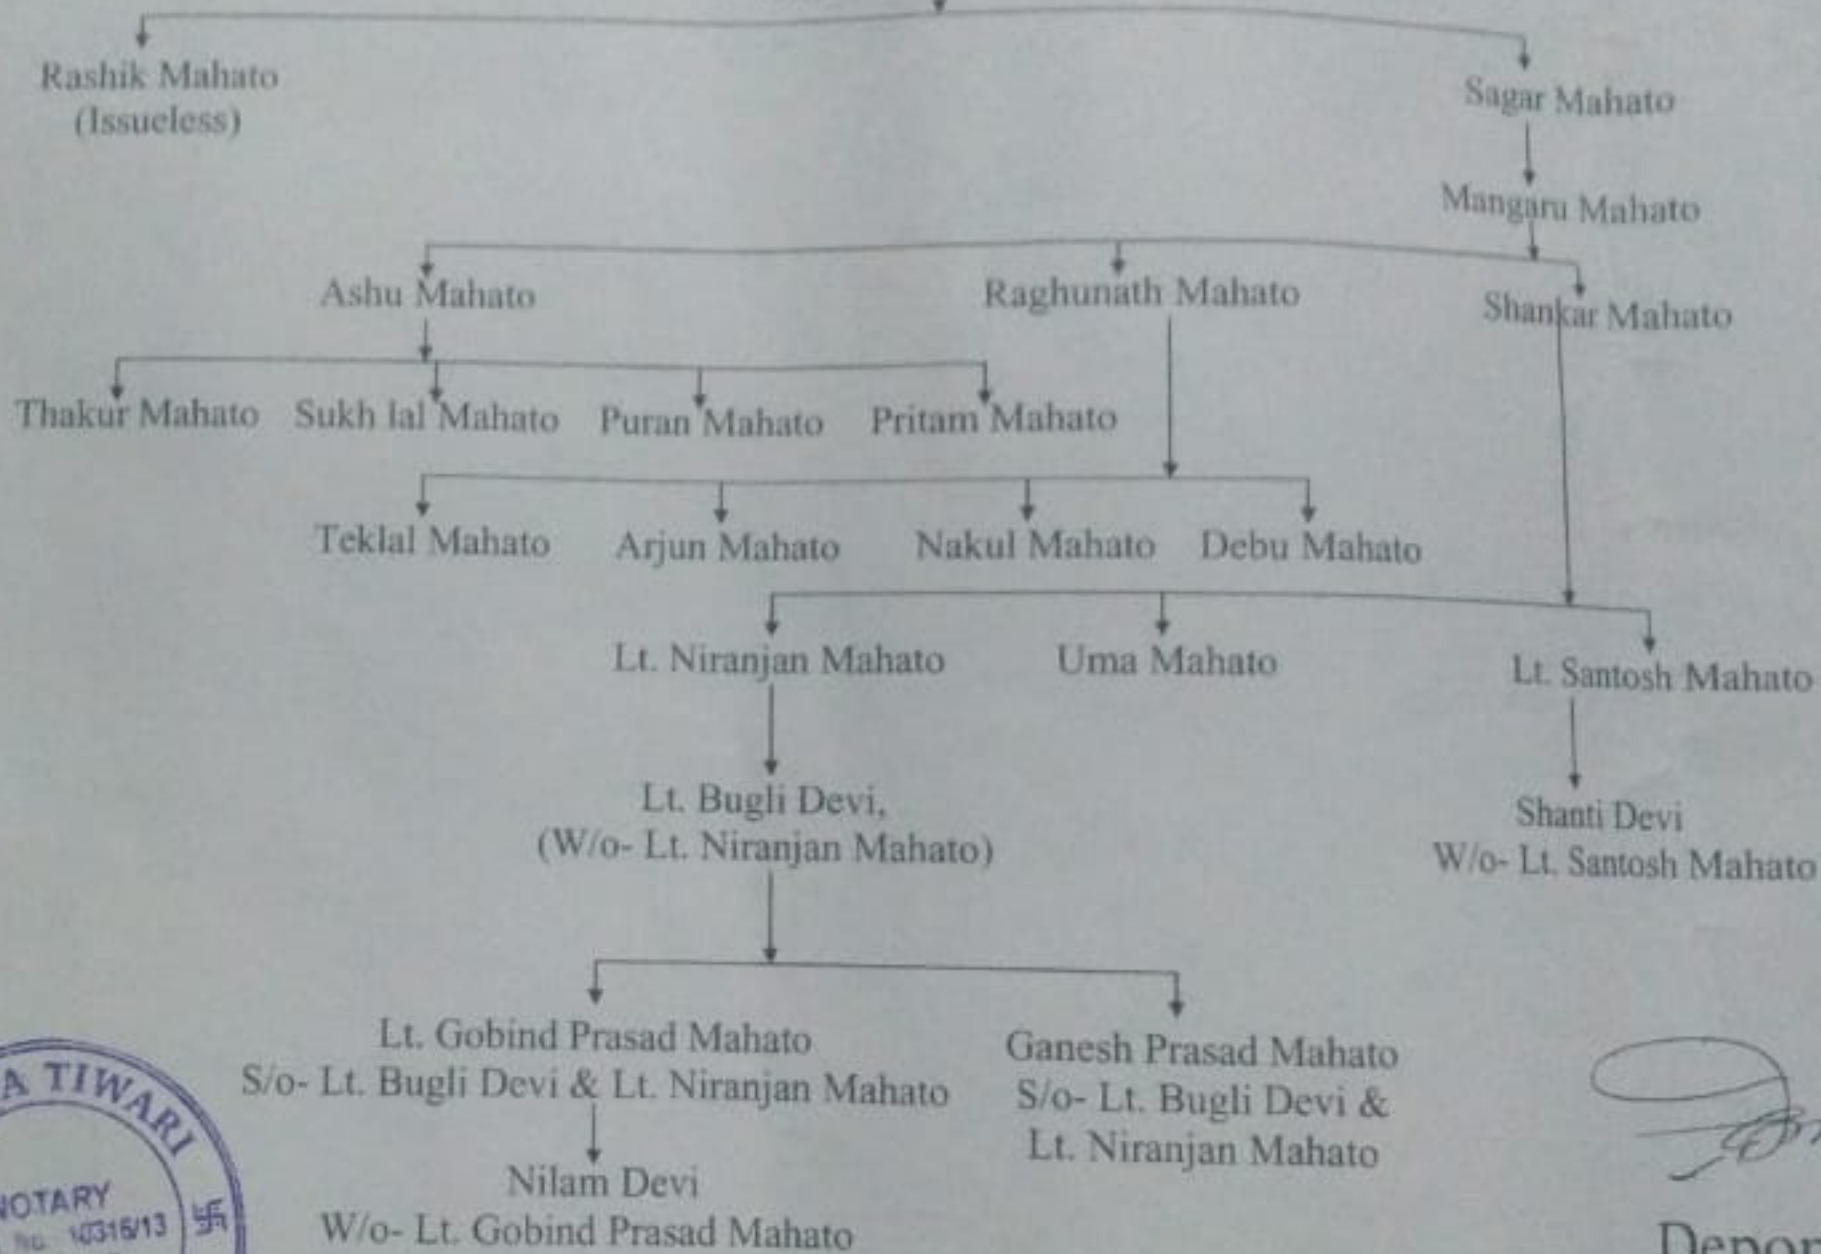 Rashik Mahato
(Issueless)
Sagar Mahato
Mangaru Mahato
Ashu Mahato
Raghunath Mahato
Shankar Mahato
Thakur Mahato
Sukh lal Mahato
Puran Mahato
Pritam Mahato
Teklal Mahato
Arjun Mahato
Nakul Mahato
Debu Mahato
Lt. Niranjan Mahato
Uma Mahato
Lt. Santosh Mahato
Lt. Bugli Devi,
(W/o- Lt. Niranjan Mahato)
Shanti Devi
W/o- Lt. Santosh Mahato
Lt. Gobind Prasad Mahato
S/o- Lt. Bugli Devi & Lt. Niranjan Mahato
Ganesh Prasad Mahato
S/o- Lt. Bugli Devi &
Lt. Niranjan Mahato
Nilam Devi
W/o- Lt. Gobind Prasad Mahato
A TIWARI
NOTARY
No. 10316/13